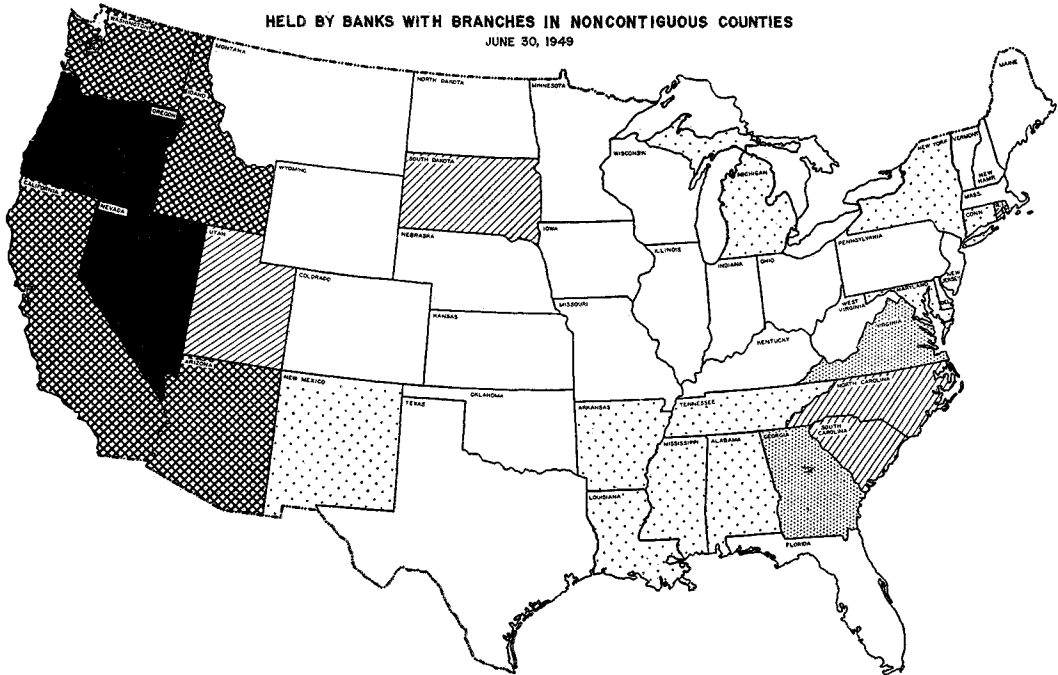 HELD BY BANKS WITH BRANCHES IN NONCONTIGUOUS COUNTIES
JUNE 30, 1949
WASHINGTON
MONTANA
NORTH DAKOTA
MINNESOTA
MAINE
IDAHO
OREGON
SOUTH DAKOTA
WISCONSIN
MICHIGAN
NEW YORK
VERMONT
NEW
HAMP.
WYOMING
CALIFORNIA
NEVADA
UTAH
MASS.
CONN.
NEBRASKA
IOWA
ILLINOIS
INDIANA
OHIO
PENNSYLVANIA
NEW
JERSEY
COLORADO
MISSOURI
KANSAS
WEST
VIRGINIA
MARYLAND
DEL.
VIRGINIA
KENTUCKY
ARIZONA
NEW MEXICO
OKLAHOMA
TEXAS
ARKANSAS
TENNESSEE
NORTH CAROLINA
SOUTH
CAROLINA
MISSISSIPPI
ALABAMA
GEORGIA
LOUISIANA
FLORIDA